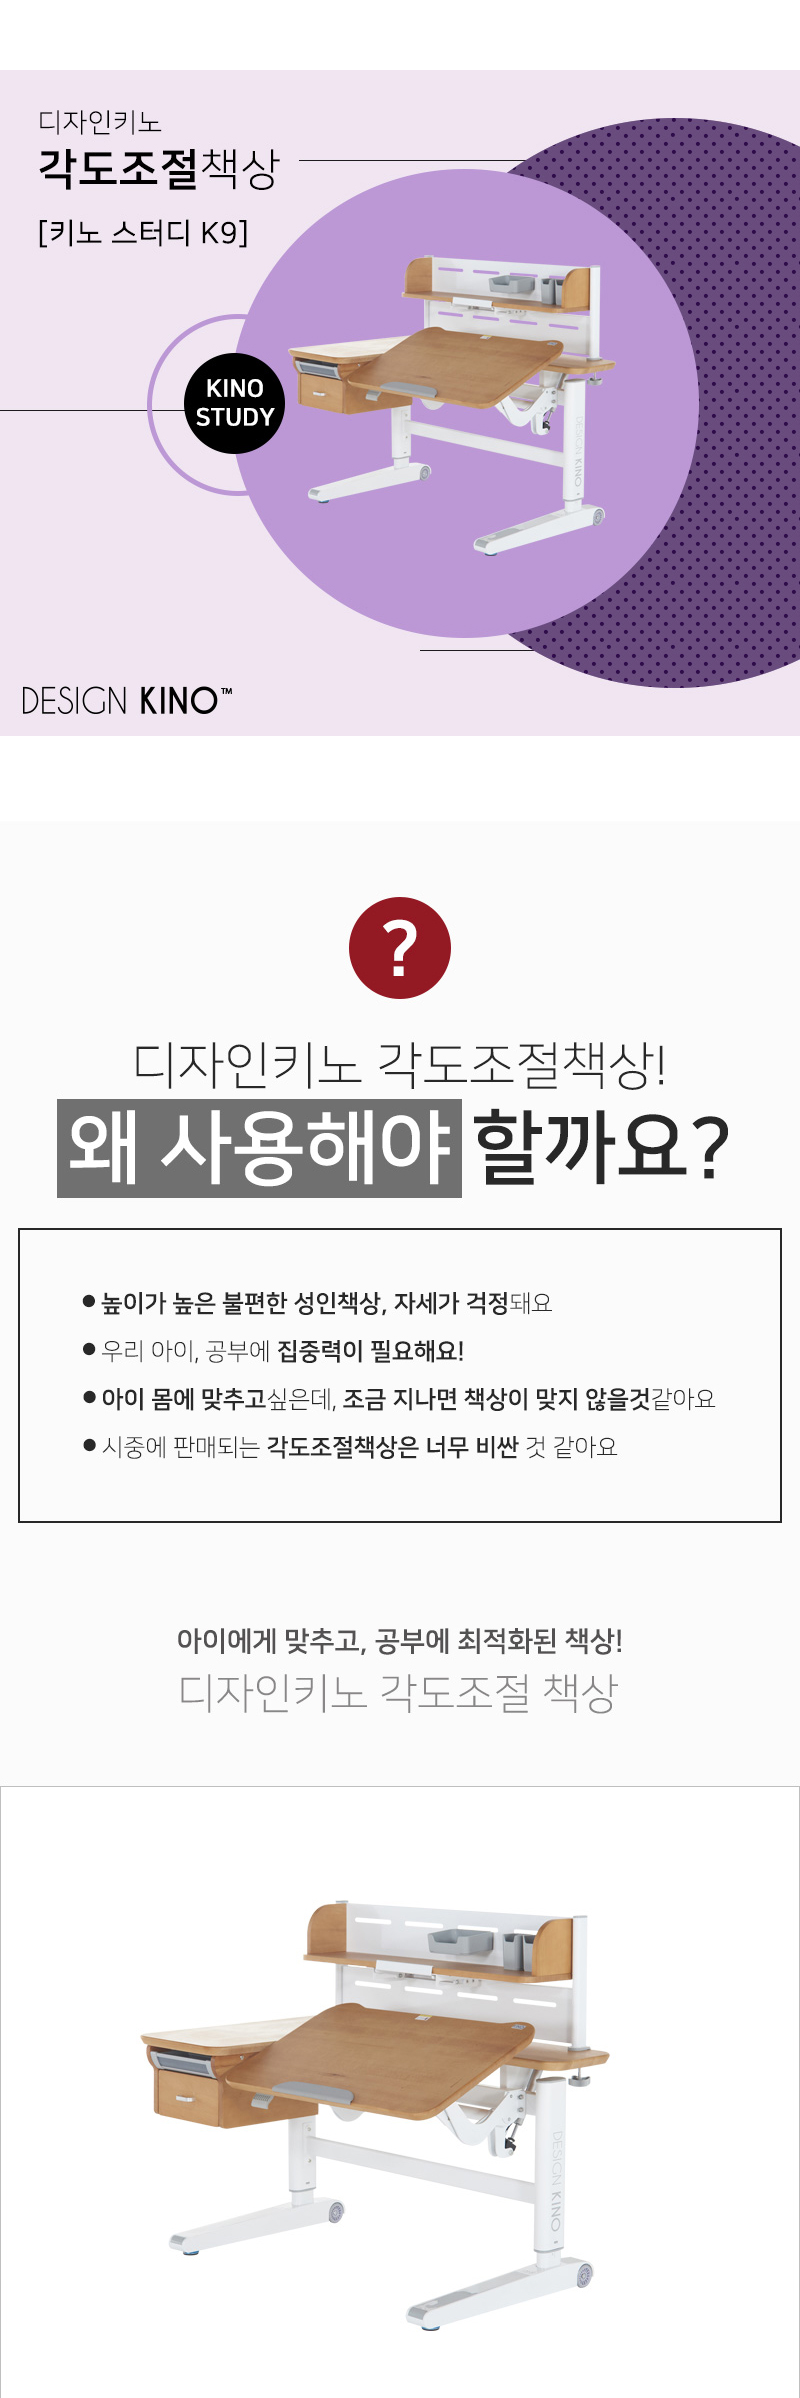 디자인키노
각도조절책상
[키노 스터디 K9]
KINO
STUDY
DESIGN KINO
DESIGN KINO™
?
디자인키노 각도조절책상!
왜 사용해야 할까요?
● 높이가 높은 불편한 성인책상, 자세가 걱정돼요
● 우리 아이, 공부에 집중력이 필요해요!
● 아이 몸에 맞추고싶은데, 조금 지나면 책상이 맞지 않을것같아요
● 시중에 판매되는 각도조절책상은 너무 비싼 것 같아요
아이에게 맞추고, 공부에 최적화된 책상!
디자인키노 각도조절 책상
DESIGN KINO